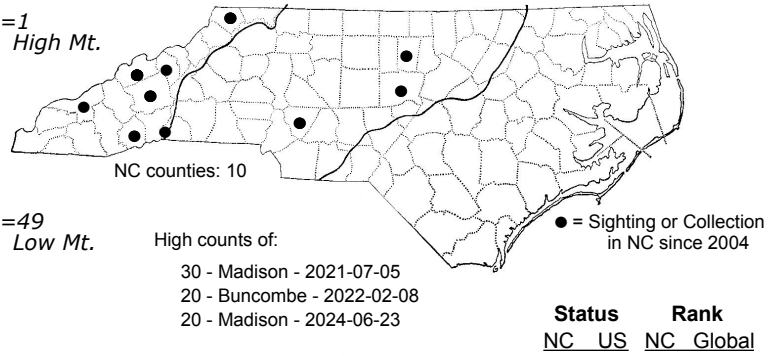 =1
High Mt.
NC counties: 10
=49
Low Mt.
High counts of:
30 - Madison - 2021-07-05
20 - Buncombe - 2022-02-08
20 - Madison - 2024-06-23
● = Sighting or Collection
in NC since 2004
Status Rank
NC US NC Global